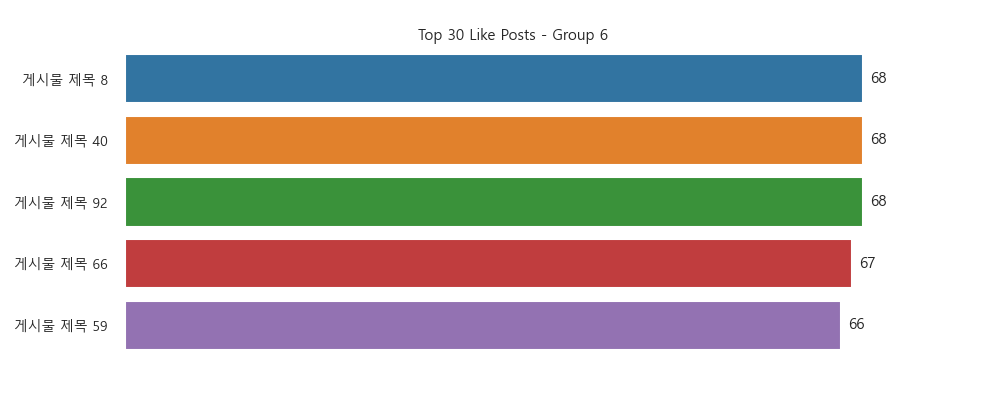 Top 30 Like Posts - Group 6
게시물 제목 8 68
게시물 제목 40 68
게시물 제목 92 68
게시물 제목 66 67
게시물 제목 59 66